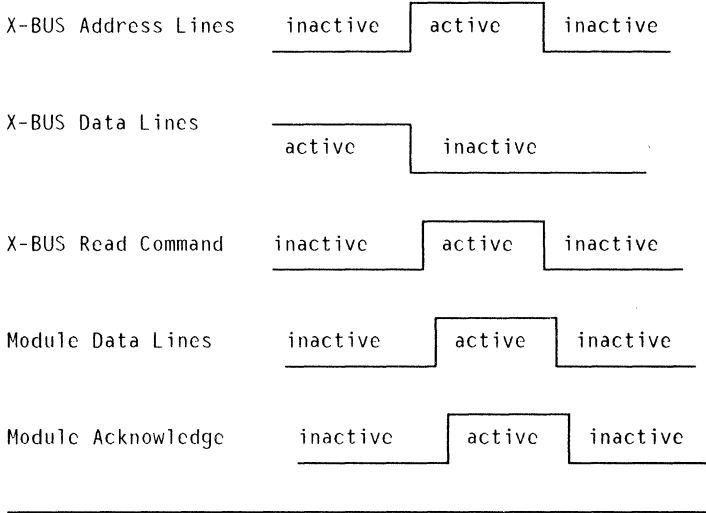 X-BUS Address Lines inactive active inactive
X-BUS Data Lines
active inactive
X-BUS Read Command inactive active inactive
Module Data Lines inactive active inactive
Module Acknowledge inactive active inactive